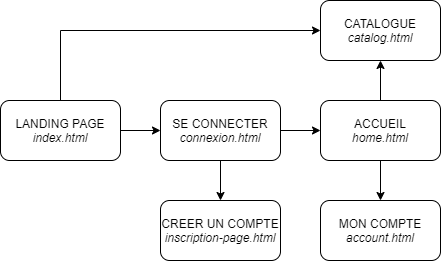 CATALOGUE
catalog.html
LANDING PAGE
index.html
SE CONNECTER
connexion.html
ACCUEIL
home.html
CREER UN COMPTE
inscription-page.html
MON COMPTE
account.html